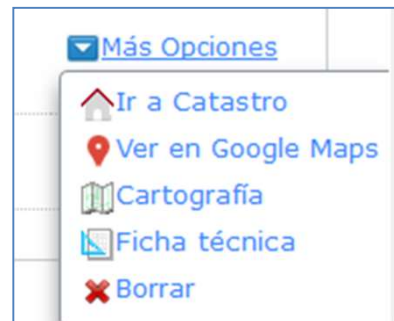 Más Opciones
Ir a Catastro
Ver en Google Maps
Cartografía
Ficha técnica
Borrar